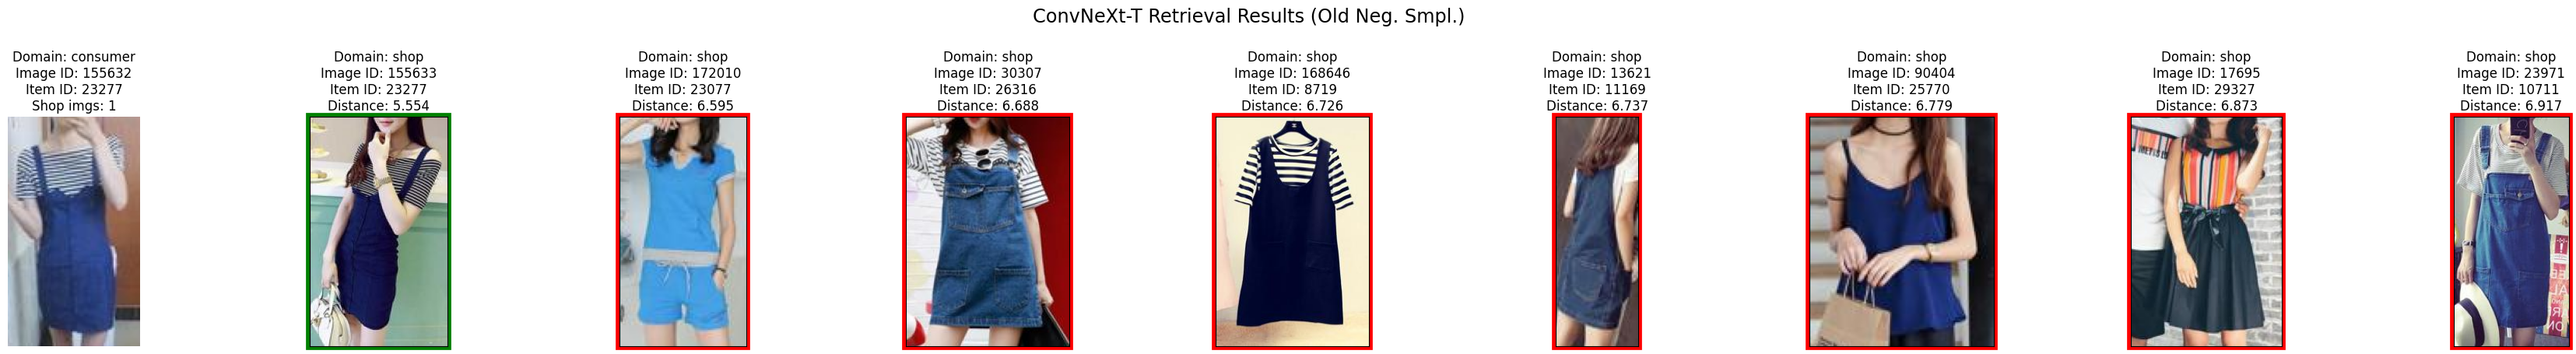 ConvNeXt-T Retrieval Results (Old Neg. Smpl.)
Domain: consumer
Image ID: 155632
Item ID: 23277
Shop imgs: 1
Domain: shop
Image ID: 155633
Item ID: 23277
Distance: 5.554
Domain: shop
Image ID: 172010
Item ID: 23077
Distance: 6.595
Domain: shop
Image ID: 30307
Item ID: 26316
Distance: 6.688
Domain: shop
Image ID: 168646
Item ID: 8719
Distance: 6.726
Domain: shop
Image ID: 13621
Item ID: 11169
Distance: 6.737
Domain: shop
Image ID: 90404
Item ID: 25770
Distance: 6.779
Domain: shop
Image ID: 17695
Item ID: 29327
Distance: 6.873
Domain: shop
Image ID: 23971
Item ID: 10711
Distance: 6.917